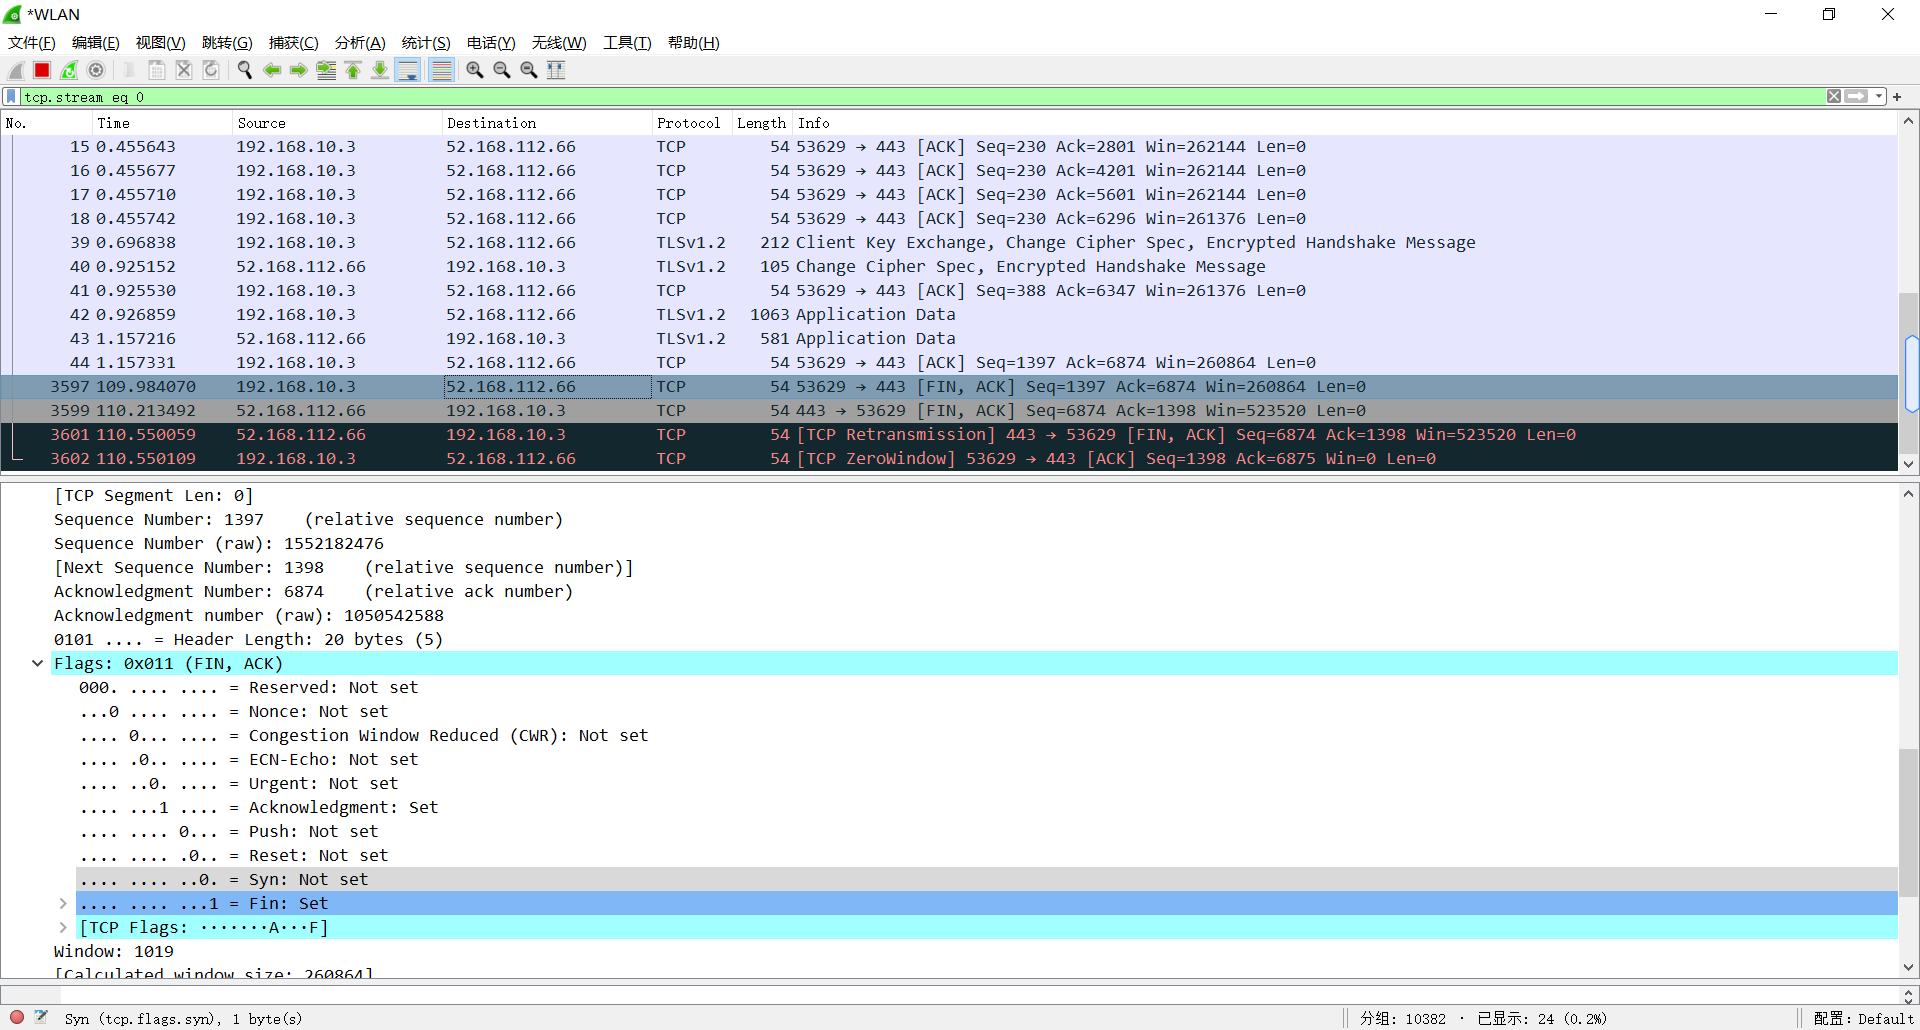 *WLAN
文件(F) 编辑(E) 视图(V) 跳转(G) 捕获(C) 分析(A) 统计(S) 电话(Y) 无线(W) 工具(T) 帮助(H)
tcp.stream eq 0
No. Time Source Destination Protocol Length Info
15 0.455643 192.168.10.3 52.168.112.66 TCP 54 53629 → 443 [ACK] Seq=230 Ack=2801 Win=262144 Len=0
16 0.455677 192.168.10.3 52.168.112.66 TCP 54 53629 → 443 [ACK] Seq=230 Ack=4201 Win=262144 Len=0
17 0.455710 192.168.10.3 52.168.112.66 TCP 54 53629 → 443 [ACK] Seq=230 Ack=5601 Win=262144 Len=0
18 0.455742 192.168.10.3 52.168.112.66 TCP 54 53629 → 443 [ACK] Seq=230 Ack=6296 Win=261376 Len=0
39 0.696838 192.168.10.3 52.168.112.66 TLSv1.2 212 Client Key Exchange, Change Cipher Spec, Encrypted Handshake Message
40 0.925152 52.168.112.66 192.168.10.3 TLSv1.2 105 Change Cipher Spec, Encrypted Handshake Message
41 0.925530 192.168.10.3 52.168.112.66 TCP 54 53629 → 443 [ACK] Seq=388 Ack=6347 Win=261376 Len=0
42 0.926859 192.168.10.3 52.168.112.66 TLSv1.2 1063 Application Data
43 1.157216 52.168.112.66 192.168.10.3 TLSv1.2 581 Application Data
44 1.157331 192.168.10.3 52.168.112.66 TCP 54 53629 → 443 [ACK] Seq=1397 Ack=6874 Win=260864 Len=0
3597 109.984070 192.168.10.3 52.168.112.66 TCP 54 53629 → 443 [FIN, ACK] Seq=1397 Ack=6874 Win=260864 Len=0
3599 110.213492 52.168.112.66 192.168.10.3 TCP 54 443 → 53629 [FIN, ACK] Seq=6874 Ack=1398 Win=523520 Len=0
3601 110.550059 52.168.112.66 192.168.10.3 TCP 54 [TCP Retransmission] 443 → 53629 [FIN, ACK] Seq=6874 Ack=1398 Win=523520 Len=0
3602 110.550109 192.168.10.3 52.168.112.66 TCP 54 [TCP ZeroWindow] 53629 → 443 [ACK] Seq=1398 Ack=6875 Win=0 Len=0
[TCP Segment Len: 0]
Sequence Number: 1397    (relative sequence number)
Sequence Number (raw): 1552182476
[Next Sequence Number: 1398    (relative sequence number)]
Acknowledgment Number: 6874    (relative ack number)
Acknowledgment number (raw): 1050542588
0101 .... = Header Length: 20 bytes (5)
Flags: 0x011 (FIN, ACK)
000. .... .... = Reserved: Not set
...0 .... .... = Nonce: Not set
.... 0... .... = Congestion Window Reduced (CWR): Not set
.... .0.. .... = ECN-Echo: Not set
.... ..0. .... = Urgent: Not set
.... ...1 .... = Acknowledgment: Set
.... .... 0... = Push: Not set
.... .... .0.. = Reset: Not set
.... .... ..0. = Syn: Not set
.... .... ...1 = Fin: Set
[TCP Flags: ·······A···F]
Window: 1019
[Calculated window size: 260864]
Syn (tcp.flags.syn), 1 byte(s) 分组: 10382 · 已显示: 24 (0.2%) 配置: Default